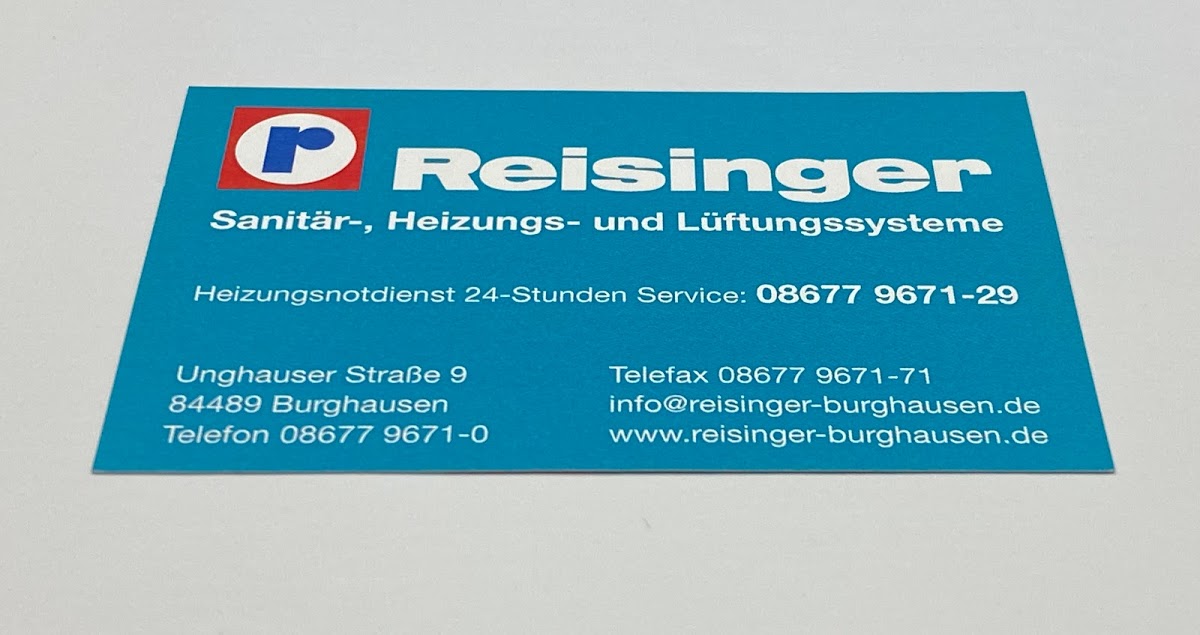 r Reisinger
Sanitär-, Heizungs- und Lüftungssysteme
Heizungsnotdienst 24-Stunden Service: 08677 9671-29
Unghauser Straße 9
84489 Burghausen
Telefon 08677 9671-0
Telefax 08677 9671-71
info@reisinger-burghausen.de
www.reisinger-burghausen.de